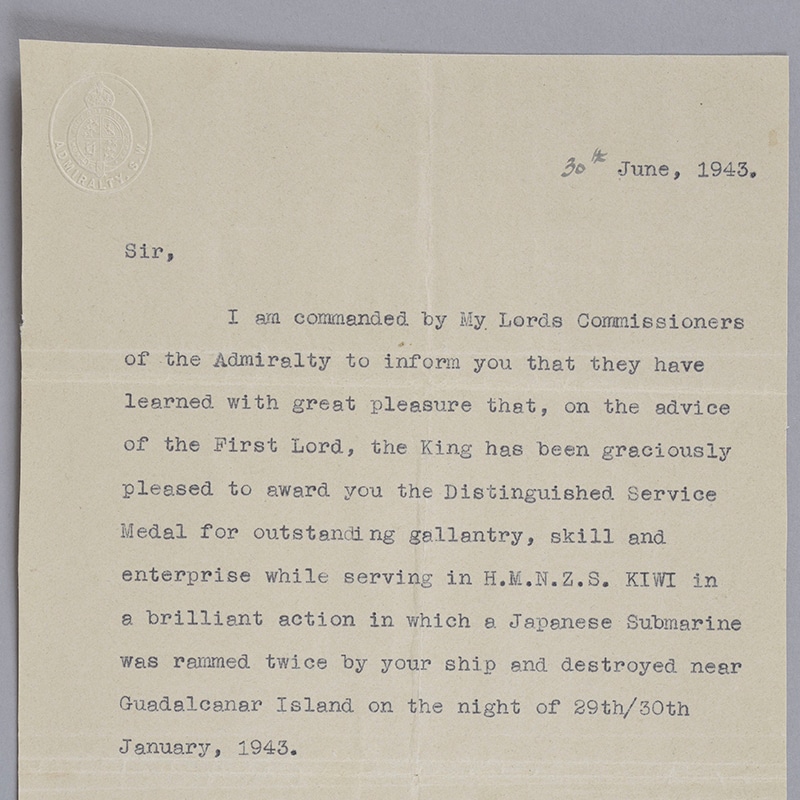 ADMIRALTY. S.W.
30th June, 1943.
Sir,
I am commanded by My Lords Commissioners
of the Admiralty to inform you that they have
learned with great pleasure that, on the advice
of the First Lord, the King has been graciously
pleased to award you the Distinguished Service
Medal for outstanding gallantry, skill and
enterprise while serving in H.M.N.Z.S. KIWI in
a brilliant action in which a Japanese Submarine
was rammed twice by your ship and destroyed near
Guadalcanar Island on the night of 29th/30th
January, 1943.